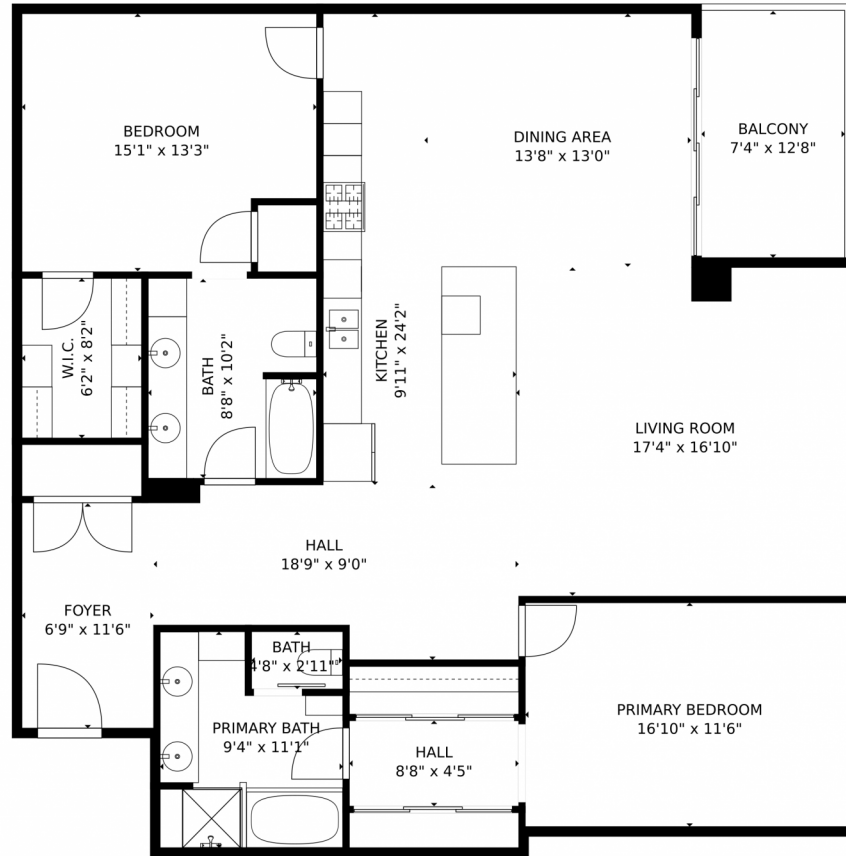 BEDROOM
15'1" x 13'3"
DINING AREA
13'8" x 13'0"
BALCONY
7'4" x 12'8"
W.I.C.
6'2" x 8'2"
BATH
8'8" x 10'2"
KITCHEN
9'11" x 24'2"
LIVING ROOM
17'4" x 16'10"
HALL
18'9" x 9'0"
FOYER
6'9" x 11'6"
BATH
4'8" x 2'11"
PRIMARY BATH
9'4" x 11'1"
HALL
8'8" x 4'5"
PRIMARY BEDROOM
16'10" x 11'6"